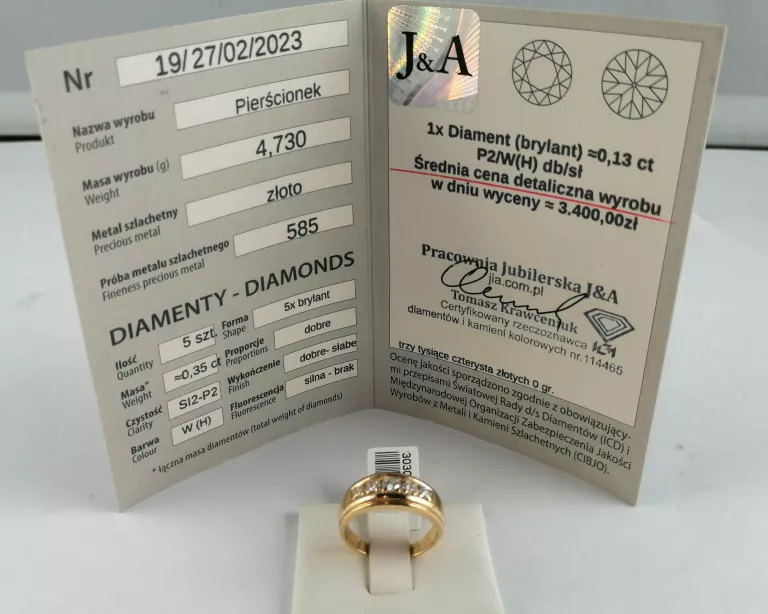 Nr 19/27/02/2023
Nazwa wyrobu Pierścionek
Produkt
Masa wyrobu (g) 4,730
Weight
Metal szlachetny złoto
Precious metal
Próba metalu szlachetnego 585
Fineness precious metal
DIAMENTY - DIAMONDS
Ilość 5 szt.
Quantity
Masa* ≈0,35 ct
Weight
Czystość SI2-P2
Clarity
Barwa W (H)
Colour
Forma 5x brylant
Shape
Proporcje dobre
Proportions
Wykończenie dobre- słabe
Finish
Fluorescencja silna - brak
Fluorescence
* łączna masa diamentów (total weight of diamonds)
J&A
1x Diament (brylant) ≈0,13 ct
P2/W(H) db/sł
Średnia cena detaliczna wyrobu
w dniu wyceny ≈ 3.400,00zł
Pracownia Jubilerska J&A
jia.com.pl
Tomasz Krawczeniuk
Certyfikowany rzeczoznawca
diamentów i kamieni kolorowych nr.114465
trzy tysiące czterysta złotych 0 gr.
Ocenę jakości sporządzono zgodnie z obowiązujący-
mi przepisami Światowej Rady d/s Diamentów (ICD) i
Międzynarodowej Organizacji Zabezpieczenia Jakości
Wyrobów z Metali i Kamieni Szlachetnych (CIBJO).